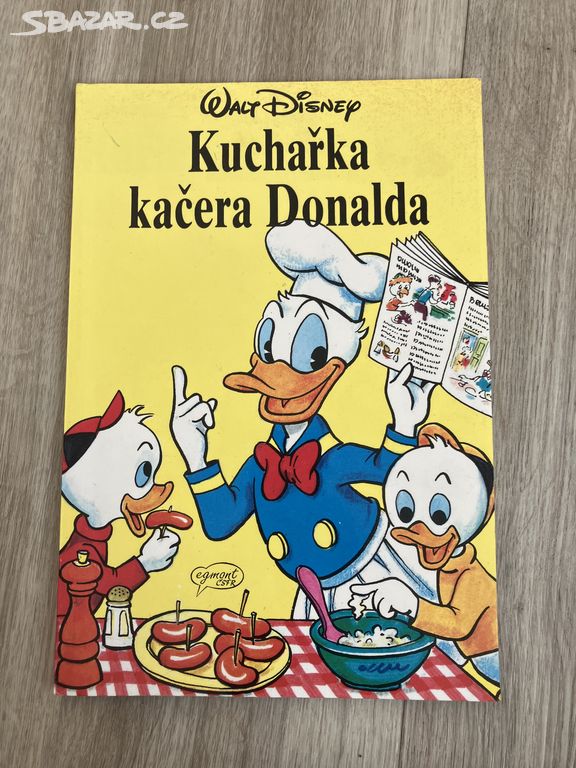 SBAZAR.CZ
WALT DISNEY
Kuchařka
kačera Donalda
egmont
ČSFR